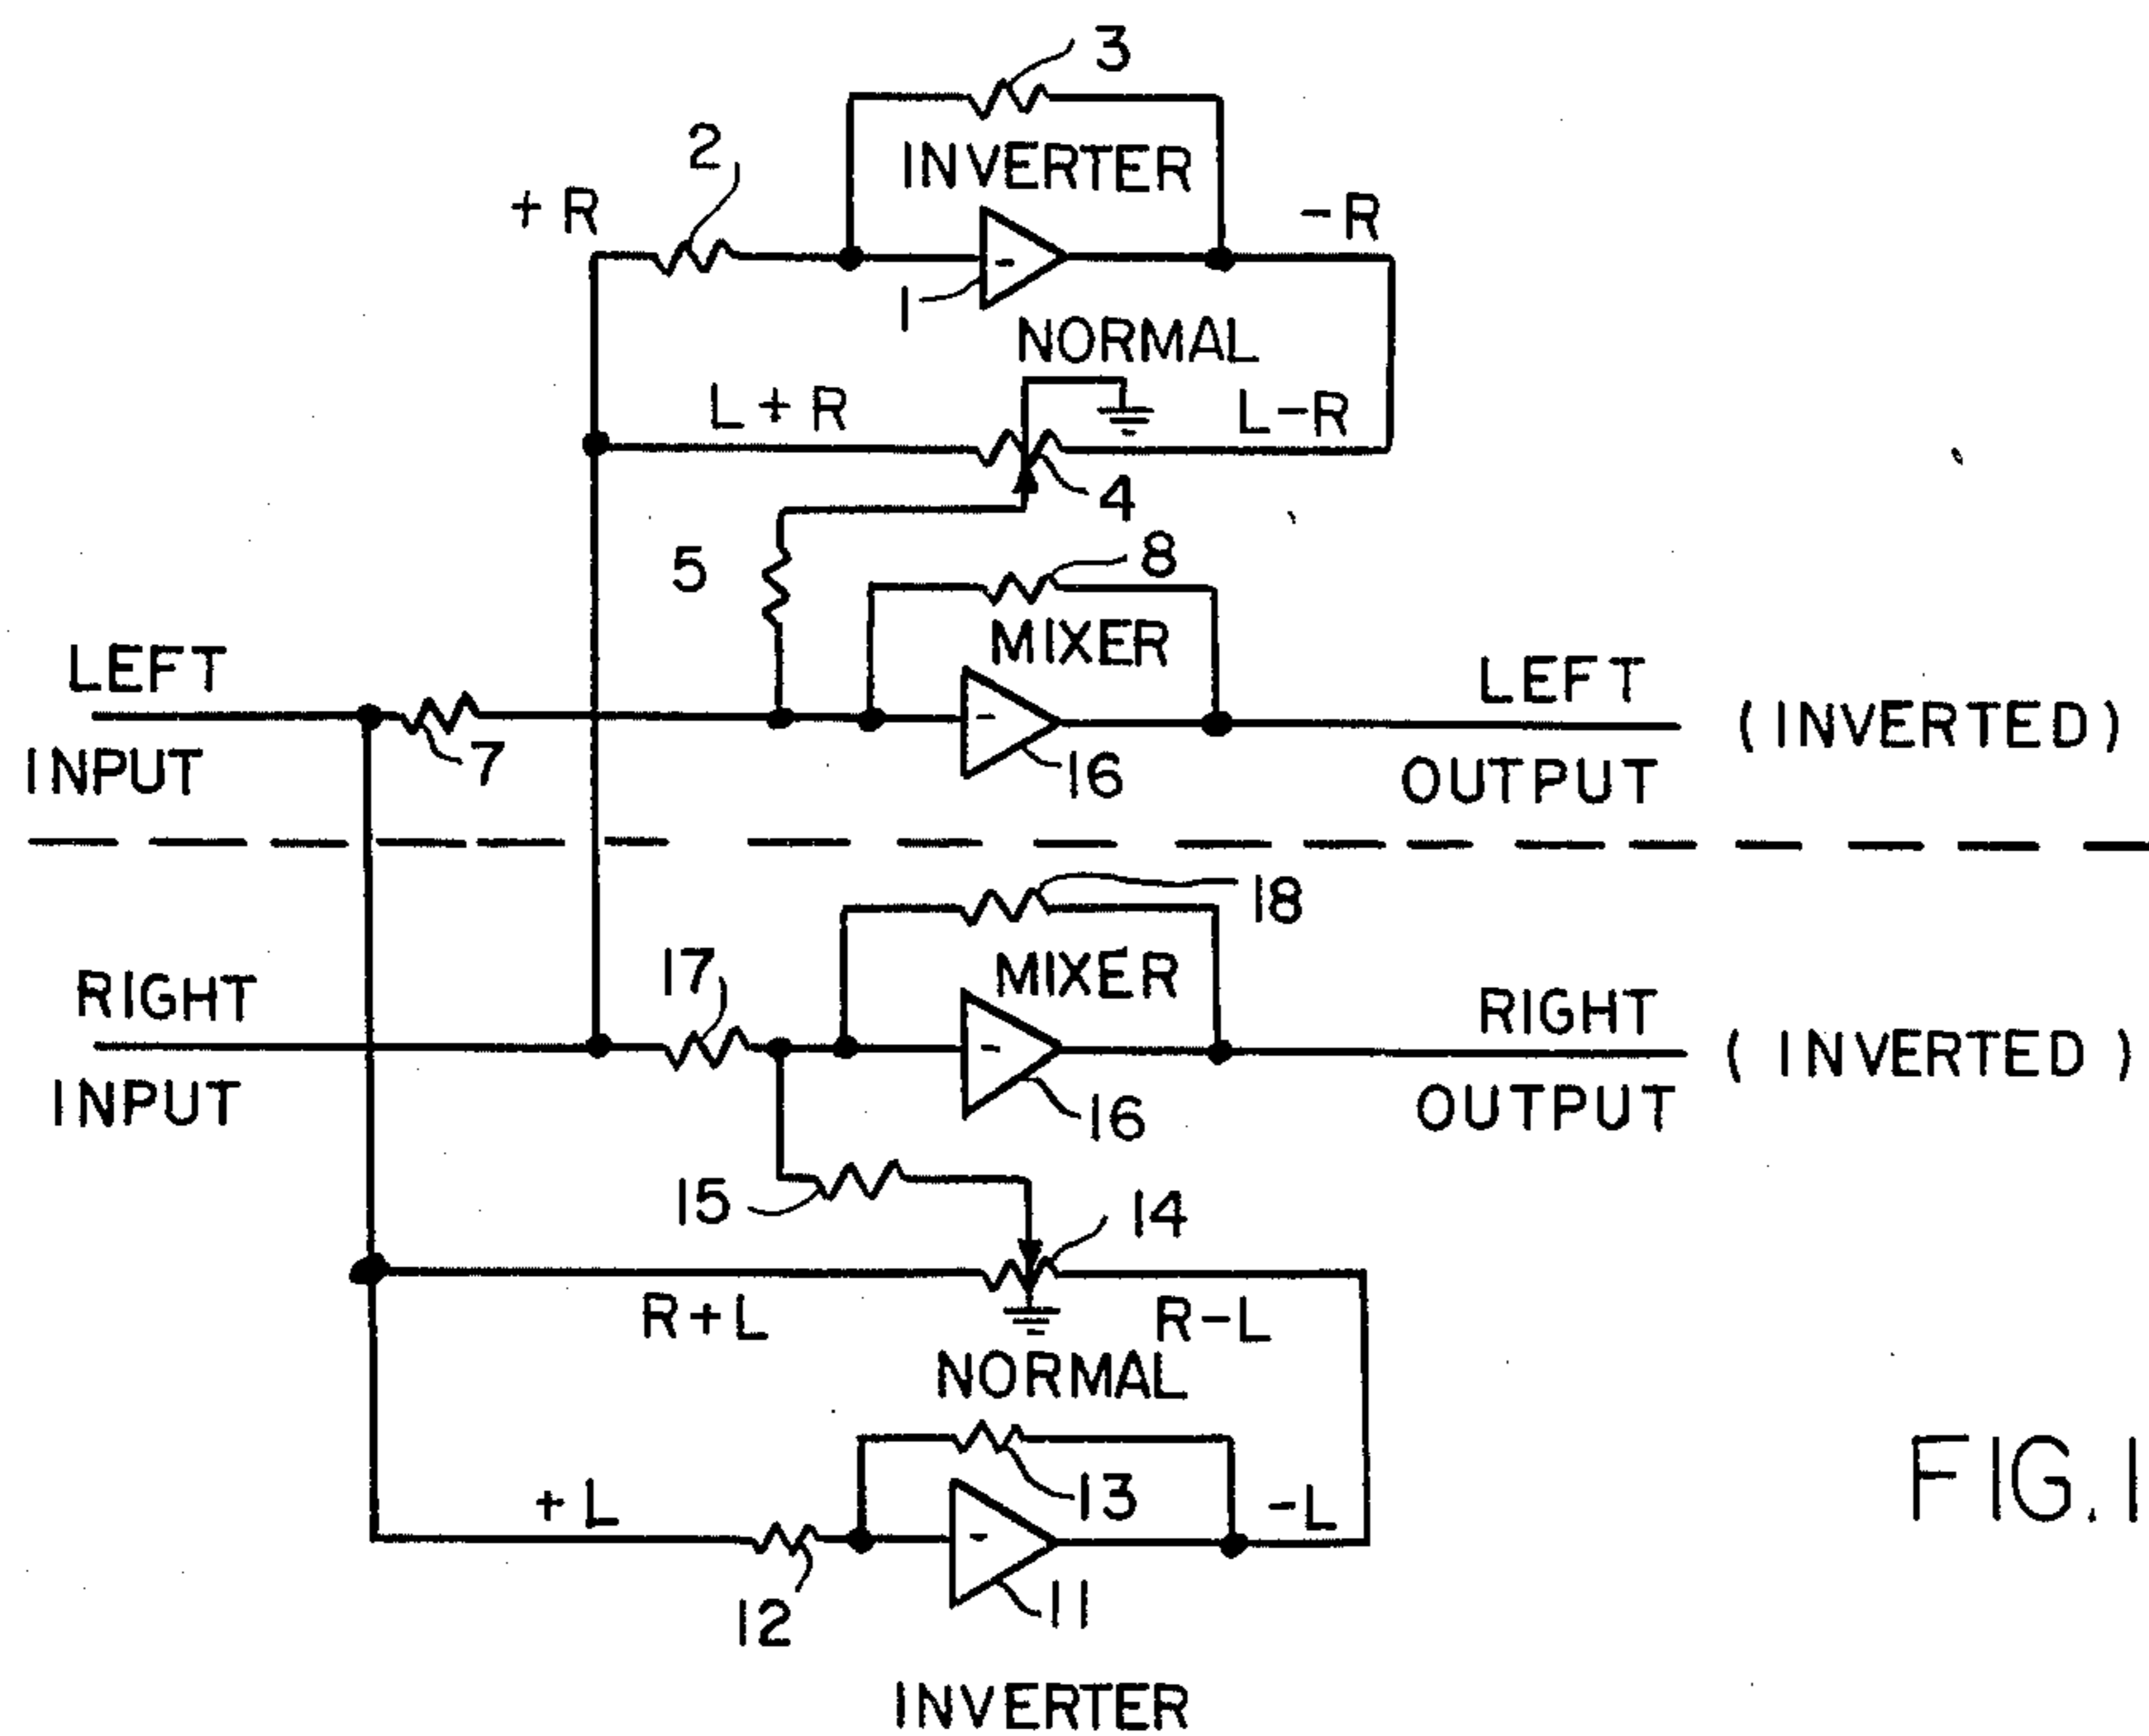 3
2
INVERTER
+R
-R
1
NORMAL
L+R
L-R
4
5
8
MIXER
LEFT
INPUT
7
16
LEFT
OUTPUT
(INVERTED)
18
17
MIXER
RIGHT
INPUT
16
RIGHT
OUTPUT
(INVERTED)
15
14
R+L
R-L
NORMAL
13
+L
-L
12
11
INVERTER
FIG. 1